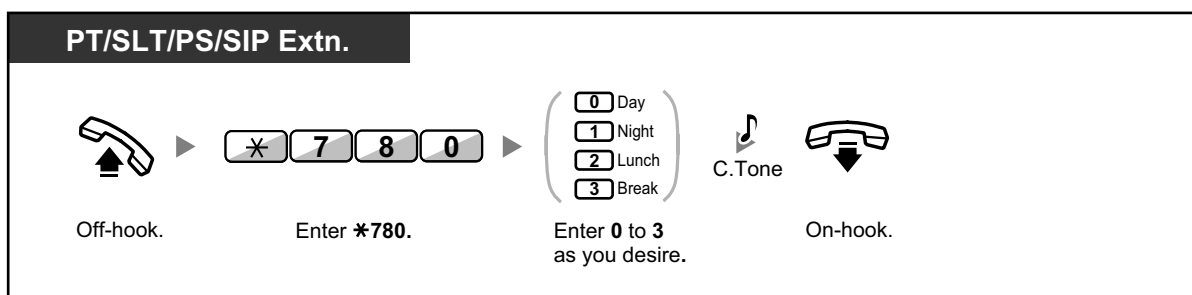 PT/SLT/PS/SIP Extn.
0 Day
1 Night
2 Lunch
3 Break
* 7 8 0
C.Tone
Off-hook.
Enter *780.
Enter 0 to 3
as you desire.
On-hook.